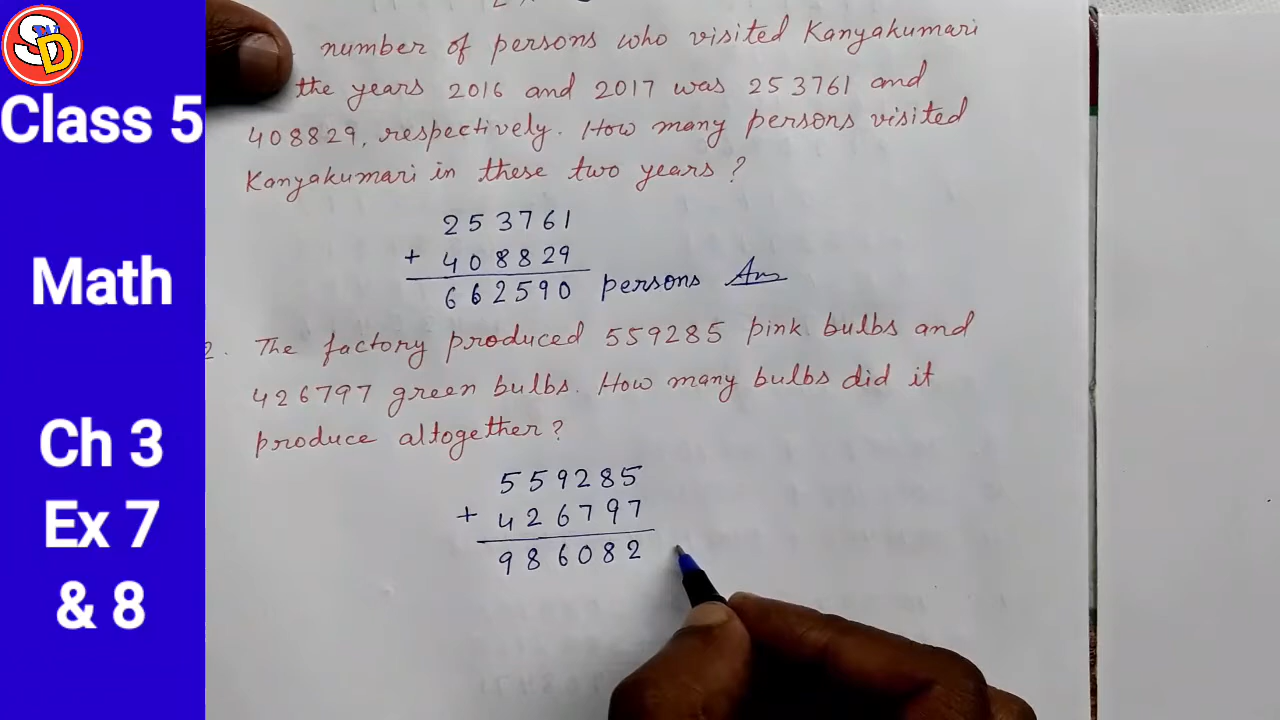 SD
Class 5
Math
Ch 3
Ex 7
& 8
number of persons who visited Kanyakumari
the years 2016 and 2017 was 253761 and
408829, respectively. How many persons visited
Kanyakumari in these two years?
253761
+ 408829
662590 persons Ans
2. The factory produced 559285 pink bulbs and
426797 green bulbs. How many bulbs did it
produce altogether?
559285
+ 426797
986082